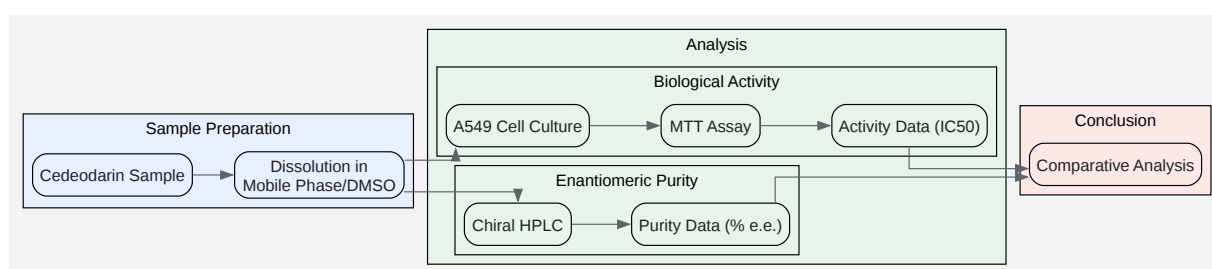 Sample Preparation
Cedeodarin Sample
Dissolution in
Mobile Phase/DMSO
Analysis
Biological Activity
A549 Cell Culture
MTT Assay
Activity Data (IC50)
Enantiomeric Purity
Chiral HPLC
Purity Data (% e.e.)
Conclusion
Comparative Analysis